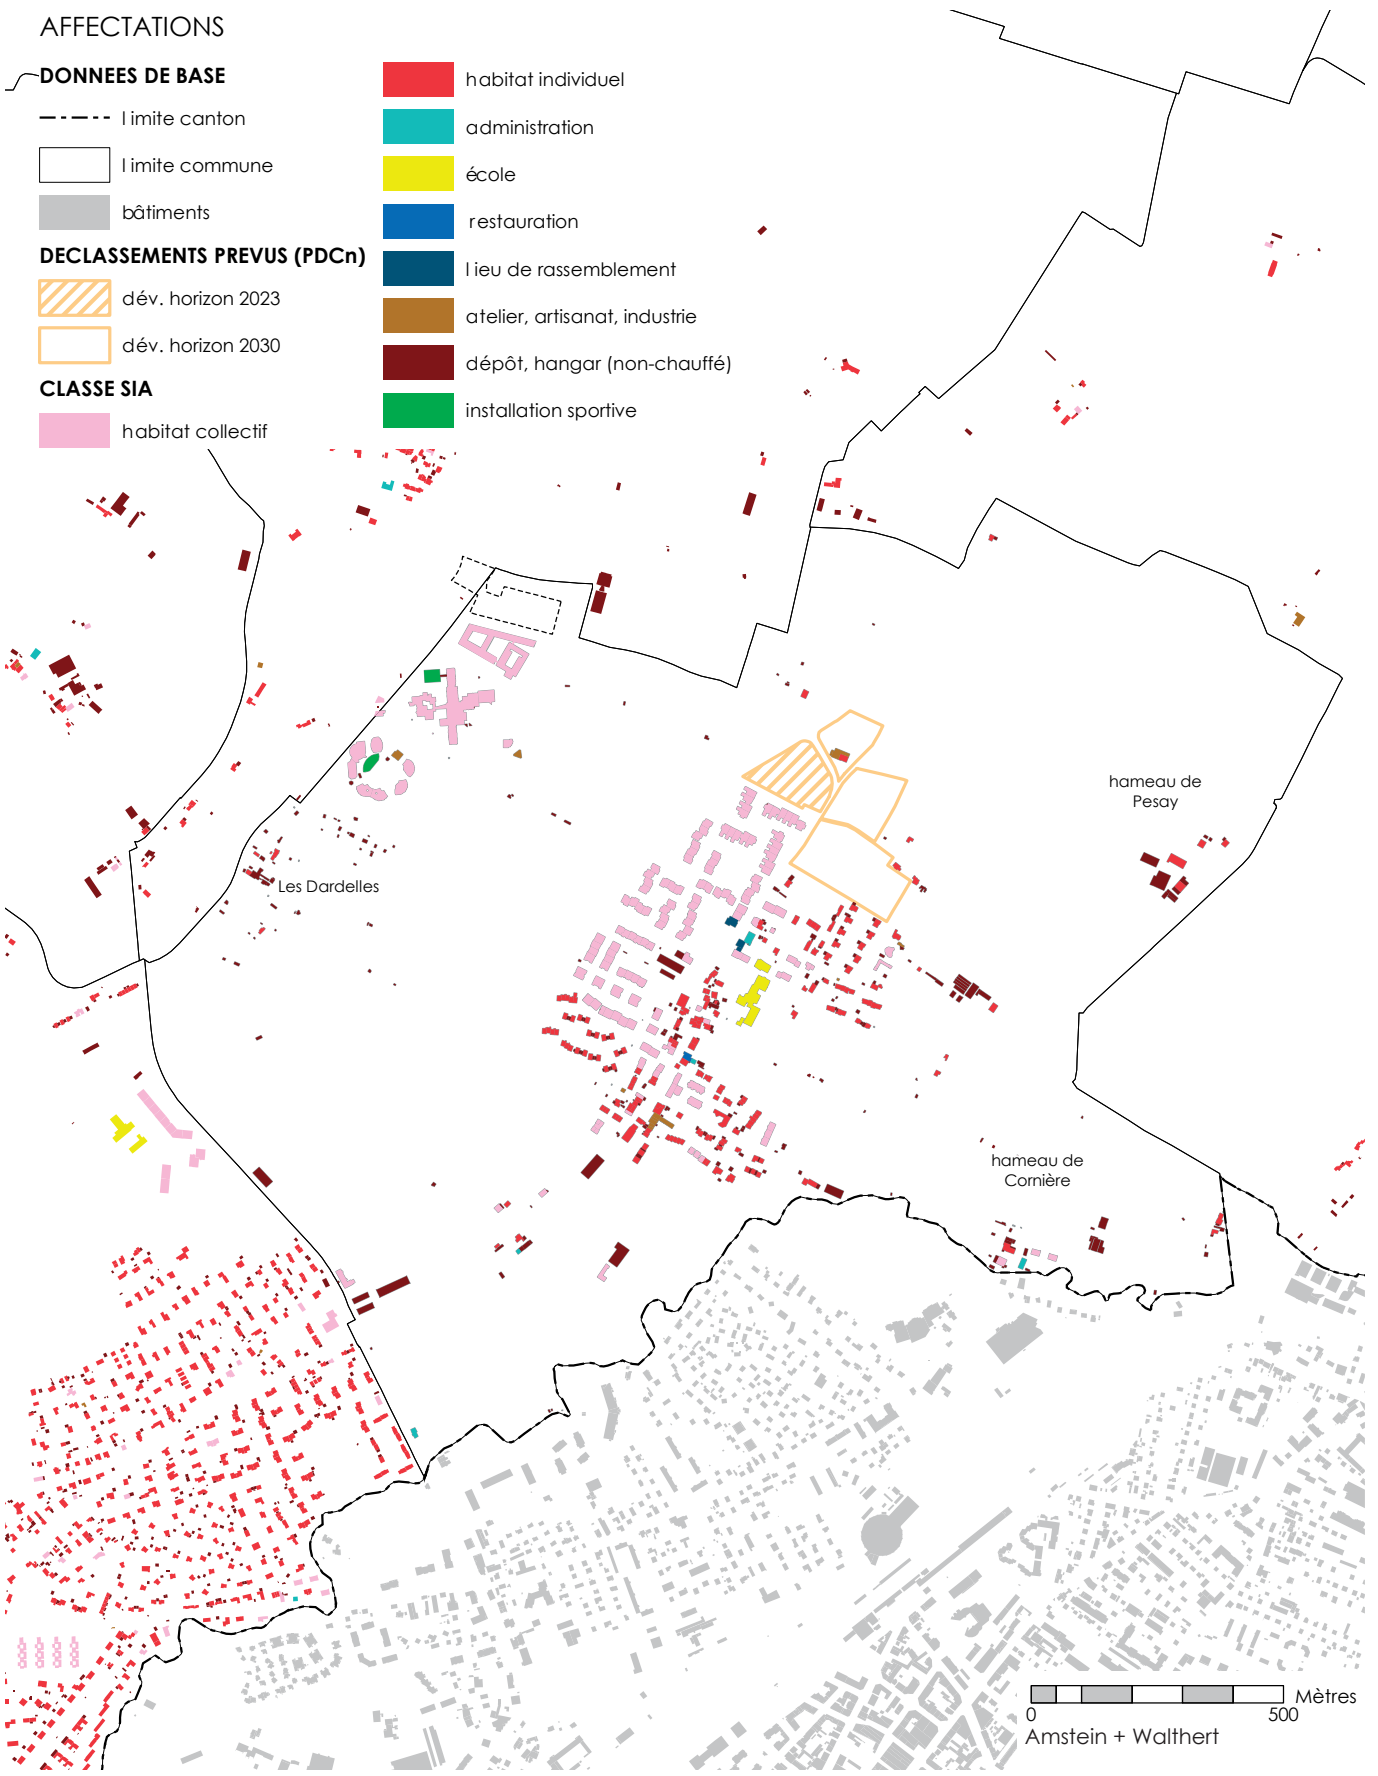 AFFECTATIONS
DONNEES DE BASE
limite canton
limite commune
bâtiments
DECLASSEMENTS PREVUS (PDCn)
dév. horizon 2023
dév. horizon 2030
CLASSE SIA
habitat collectif
habitat individuel
administration
école
restauration
lieu de rassemblement
atelier, artisanat, industrie
dépôt, hangar (non-chauffé)
installation sportive
hameau de
Pesay
Les Dardelles
hameau de
Cornière
Mètres
0 500
Amstein + Walthert